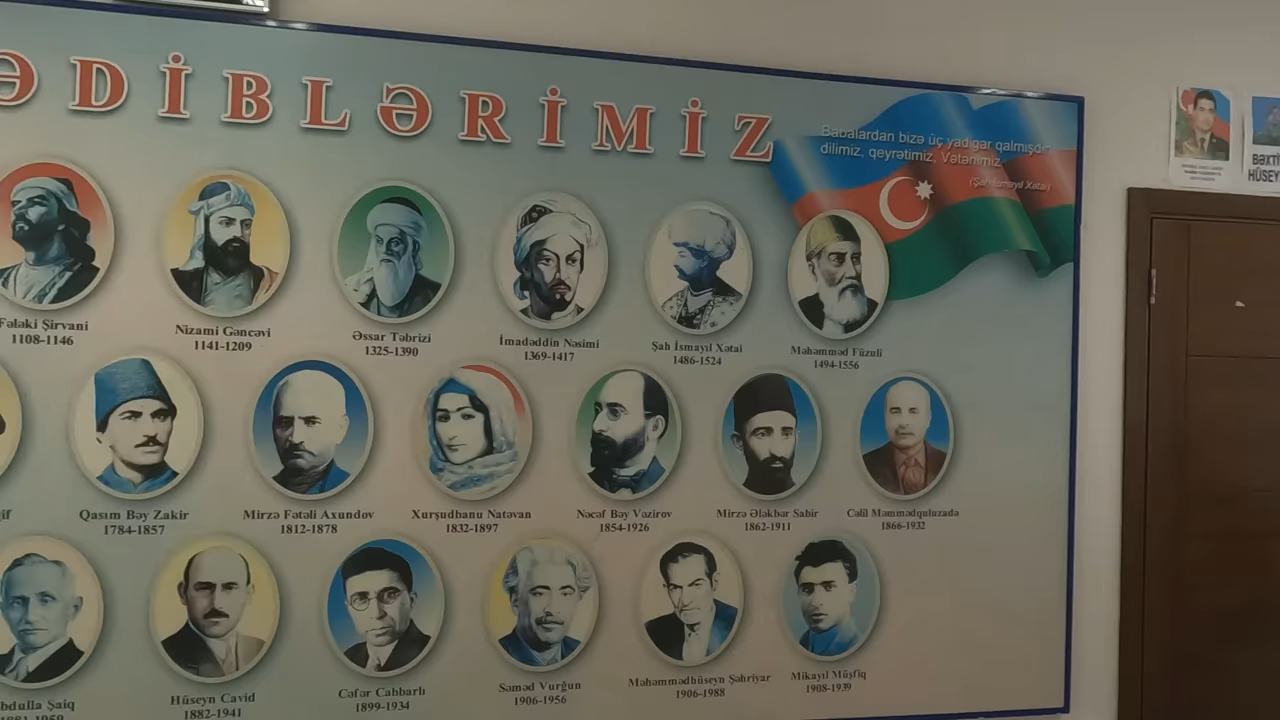 ƏDİBLƏRİMİZ
Babalardan bizə üç yadigar qalmışdır
dilimiz, qeyrətimiz, Vətənimiz
(Şah İsmayıl Xətai)
Fələki Şirvani
1108-1146
Nizami Gəncəvi
1141-1209
Əssar Təbrizi
1325-1390
İmadəddin Nəsimi
1369-1417
Şah İsmayıl Xətai
1486-1524
Məhəmməd Füzuli
1494-1556
Qasım Bəy Zakir
1784-1857
Mirzə Fətəli Axundov
1812-1878
Xurşudbanu Natəvan
1832-1897
Nəcəf Bəy Vəzirov
1854-1926
Mirzə Ələkbər Sabir
1862-1911
Cəlil Məmmədquluzadə
1866-1932
bdulla Şaiq
1881-1959
Hüseyn Cavid
1882-1941
Cəfər Cabbarlı
1899-1934
Səməd Vurğun
1906-1956
Məhəmmədhüseyn Şəhriyar
1906-1988
Mikayıl Müşfiq
1908-1939
BƏXTİ
HÜSEY